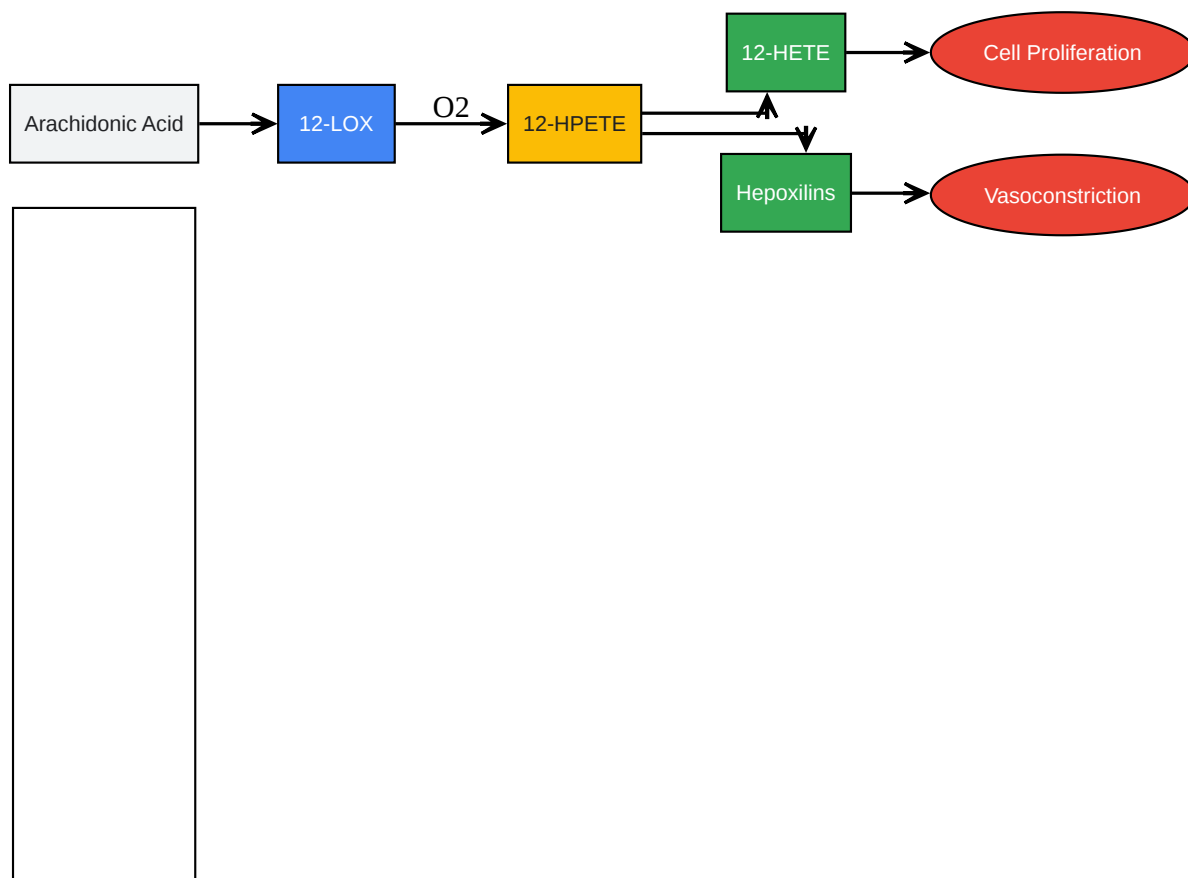 Arachidonic Acid
12-LOX
O2
12-HPETE
12-HETE
Cell Proliferation
Hepoxilins
Vasoconstriction